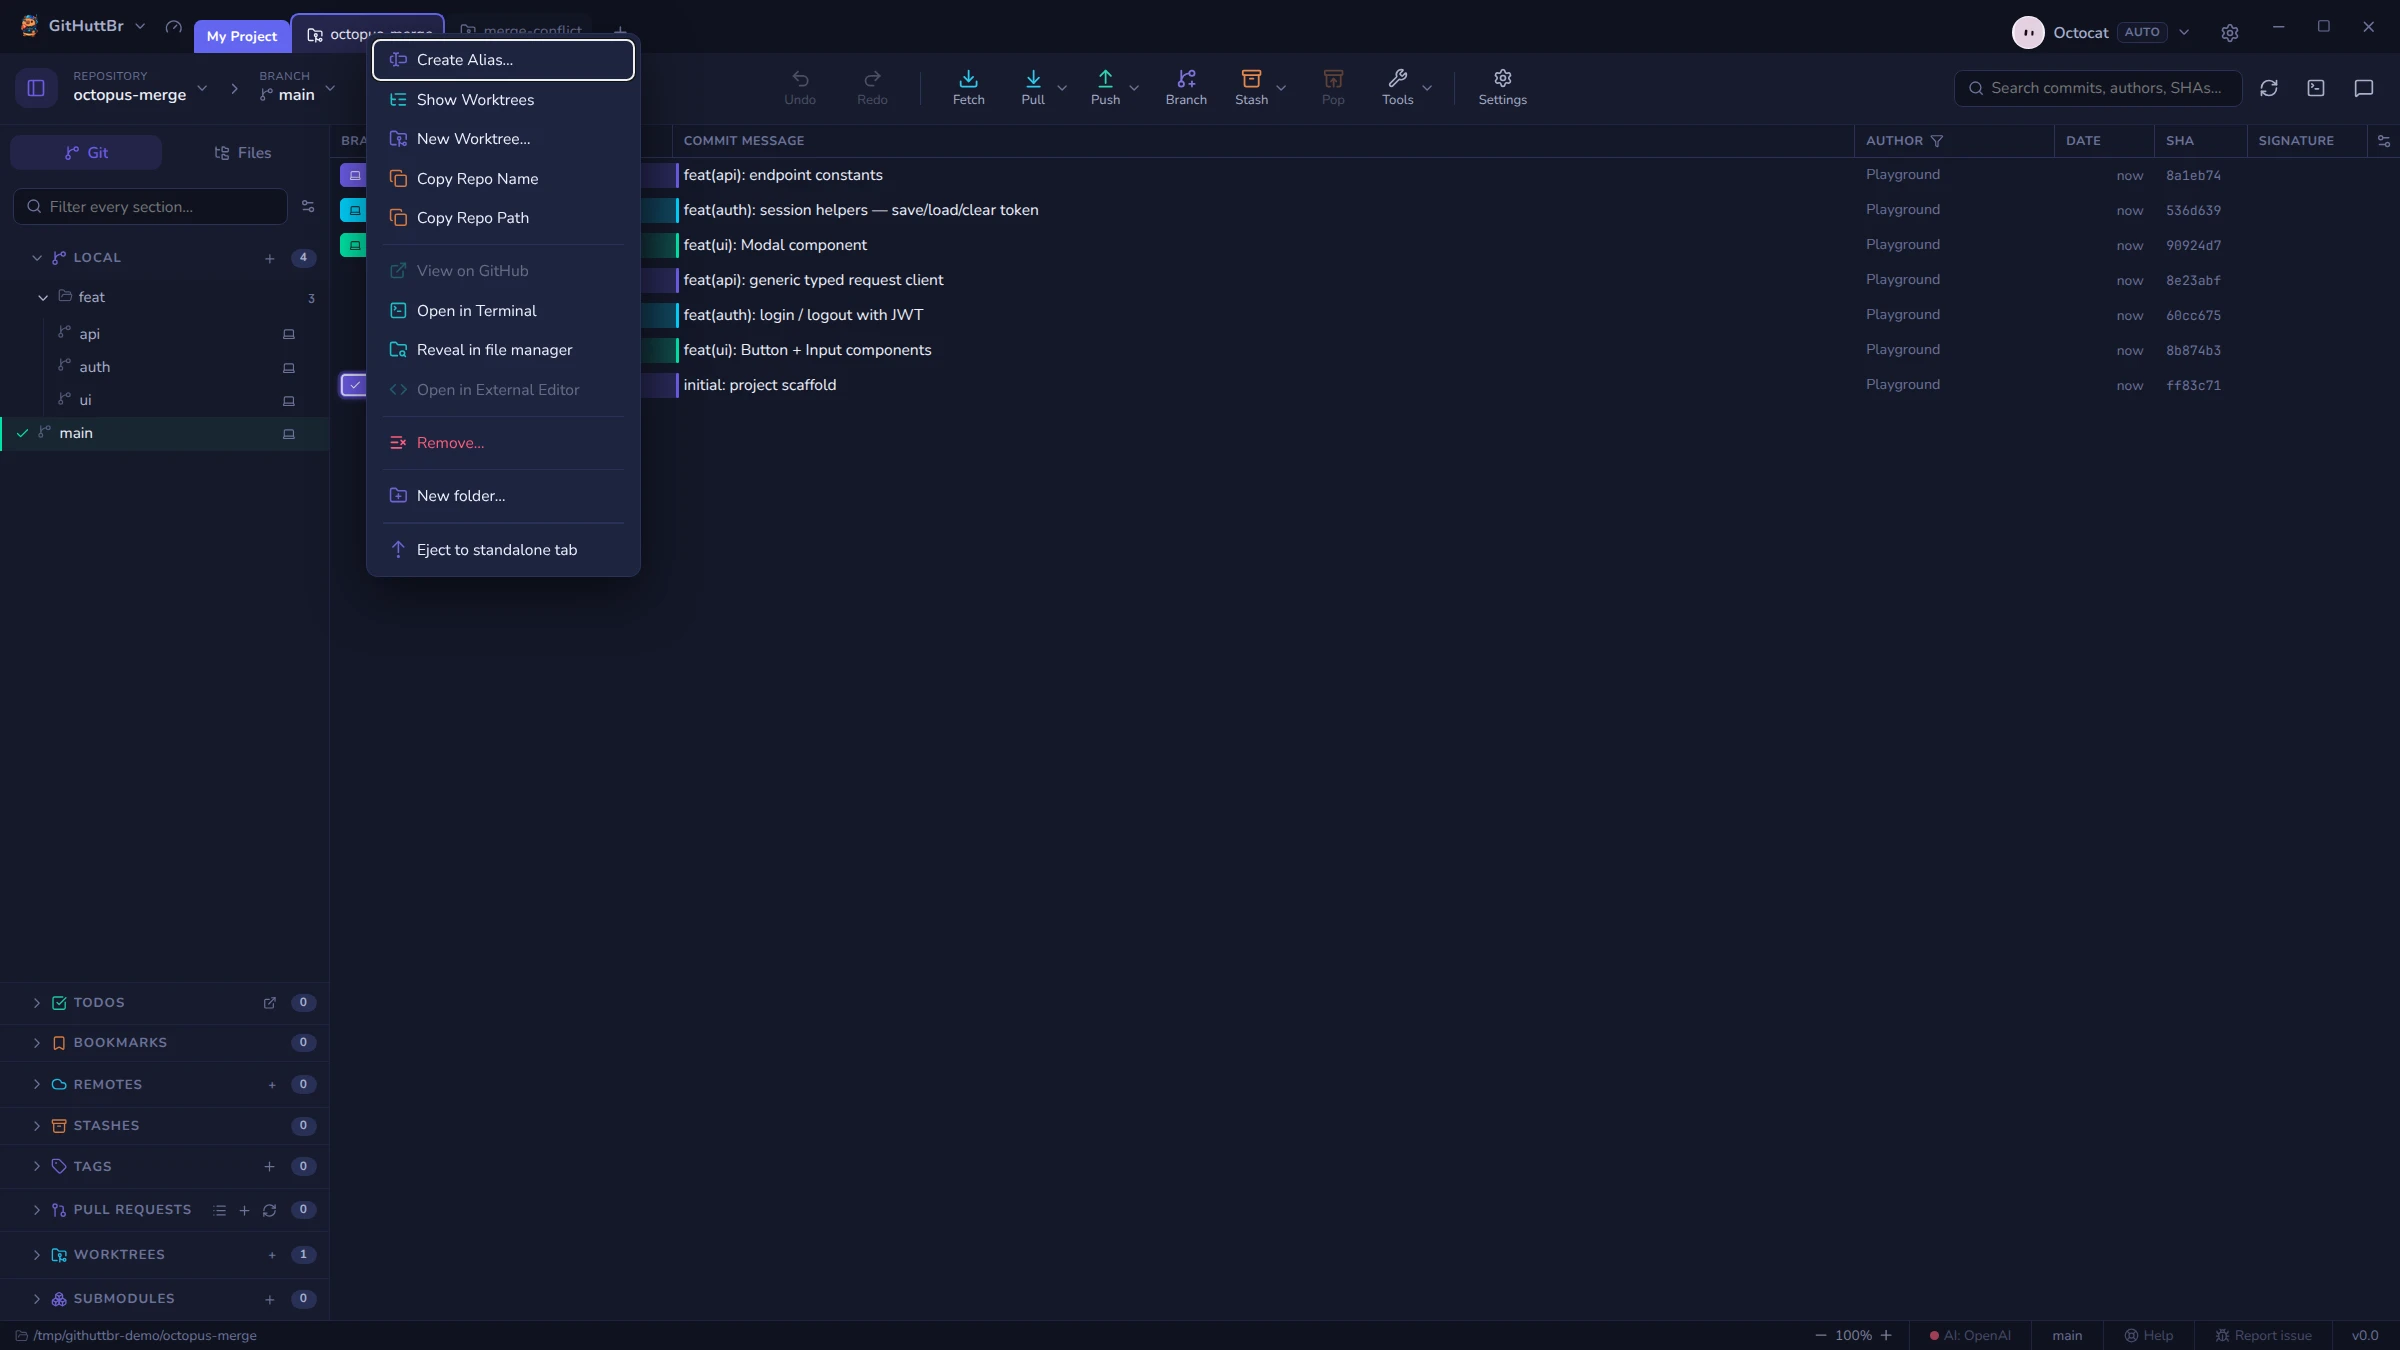 GitHuttBr
My Project
octopus-merge
merge-conflict
Octocat
AUTO
REPOSITORY
octopus-merge
BRANCH
main
Undo
Redo
Fetch
Pull
Push
Branch
Stash
Pop
Tools
Settings
Search commits, authors, SHAs...
Git
Files
Filter every section...
LOCAL
4
feat
3
api
auth
ui
main
Create Alias...
Show Worktrees
New Worktree...
Copy Repo Name
Copy Repo Path
View on GitHub
Open in Terminal
Reveal in file manager
Open in External Editor
Remove...
New folder...
Eject to standalone tab
BRA
COMMIT MESSAGE
AUTHOR
DATE
SHA
SIGNATURE
feat(api): endpoint constants
Playground
now
8a1eb74
feat(auth): session helpers — save/load/clear token
Playground
now
536d639
feat(ui): Modal component
Playground
now
90924d7
feat(api): generic typed request client
Playground
now
8e23abf
feat(auth): login / logout with JWT
Playground
now
60cc675
feat(ui): Button + Input components
Playground
now
8b874b3
initial: project scaffold
Playground
now
ff83c71
TODOS
0
BOOKMARKS
0
REMOTES
0
STASHES
0
TAGS
0
PULL REQUESTS
0
WORKTREES
1
SUBMODULES
0
/tmp/githuttbr-demo/octopus-merge
100%
AI: OpenAI
main
Help
Report issue
v0.0